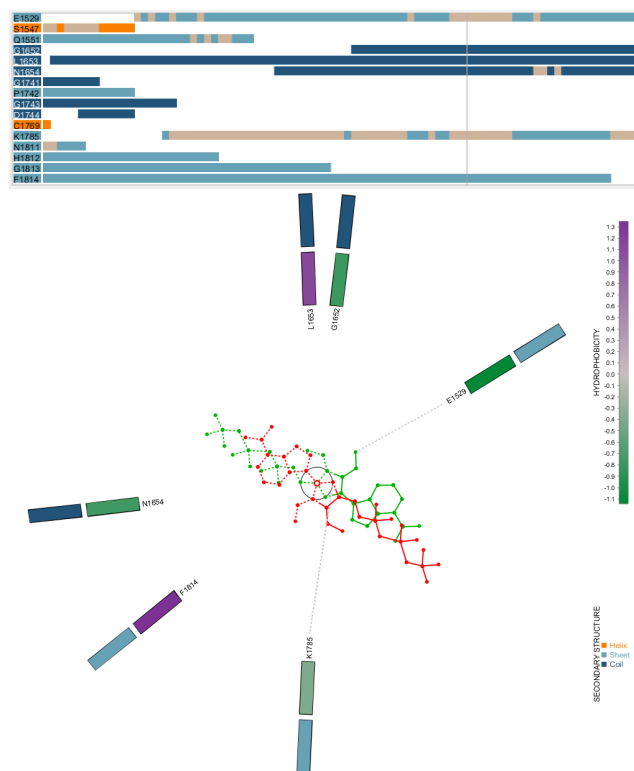 E1529
S1547
Q1551
G1652
L1653
N1654
G1741
P1742
G1743
D1744
C1769
K1785
N1811
H1812
G1813
F1814
L1653
G1652
E1529
N1654
F1814
K1785
HYDROPHOBICITY
1.3
1.2
1.1
1.0
0.9
0.8
0.7
0.6
0.5
0.4
0.3
0.2
0.1
0.0
-0.1
-0.2
-0.3
-0.4
-0.5
-0.6
-0.7
-0.8
-0.9
-1.0
-1.1
SECONDARY STRUCTURE
Helix
Sheet
Coil